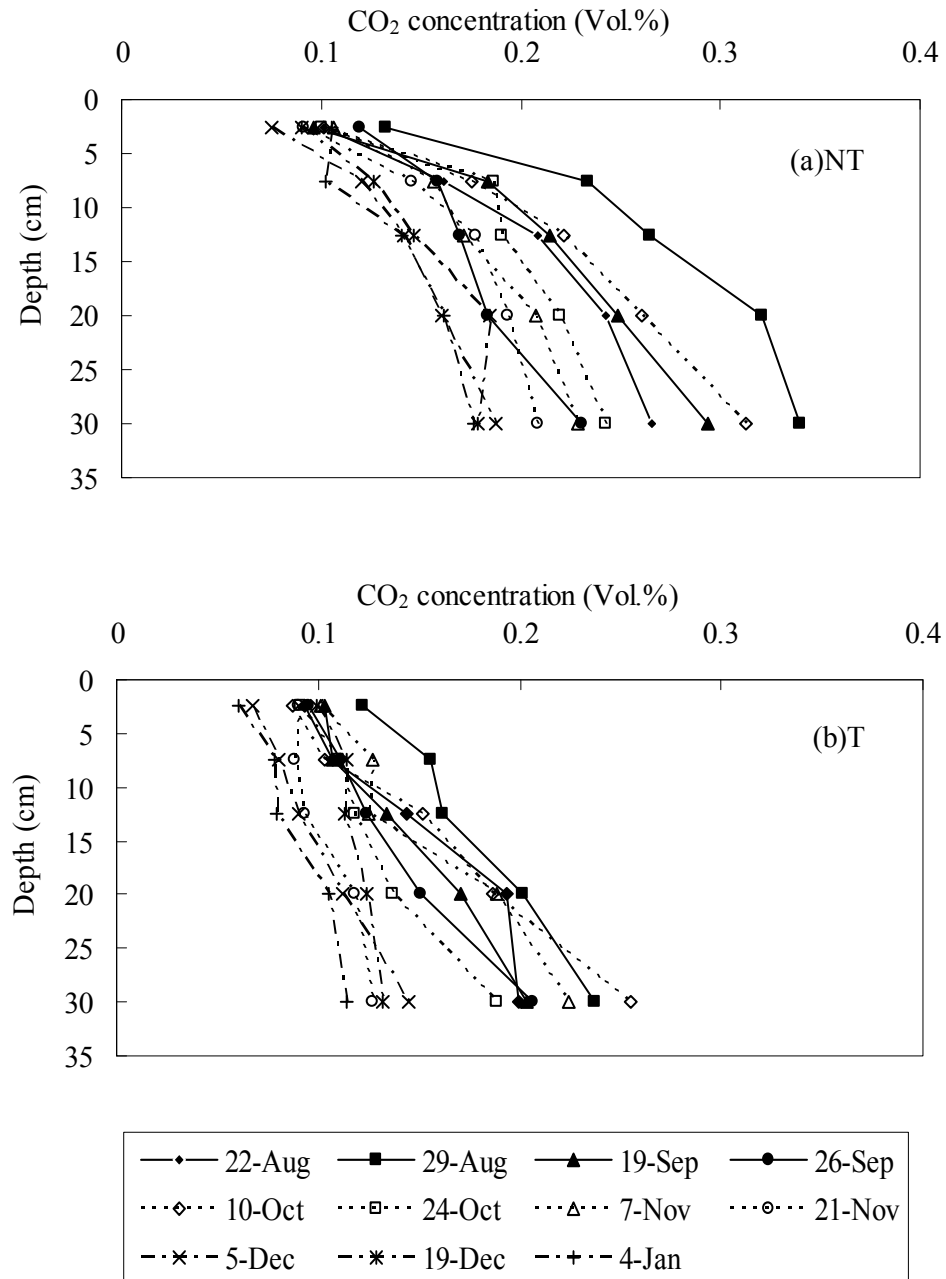 CO₂ concentration (Vol.%)
0 0.1 0.2 0.3 0.4
0
5
10
15
20
25
30
35
Depth (cm)
(a)NT
CO₂ concentration (Vol.%)
0 0.1 0.2 0.3 0.4
0
5
10
15
20
25
30
35
Depth (cm)
(b)T
22-Aug 29-Aug 19-Sep 26-Sep
10-Oct 24-Oct 7-Nov 21-Nov
5-Dec 19-Dec 4-Jan